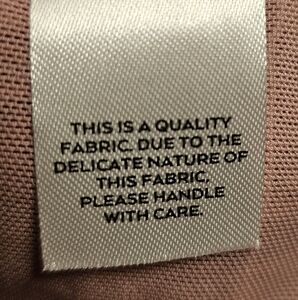 THIS IS A QUALITY
FABRIC. DUE TO THE
DELICATE NATURE OF
THIS FABRIC,
PLEASE HANDLE
WITH CARE.